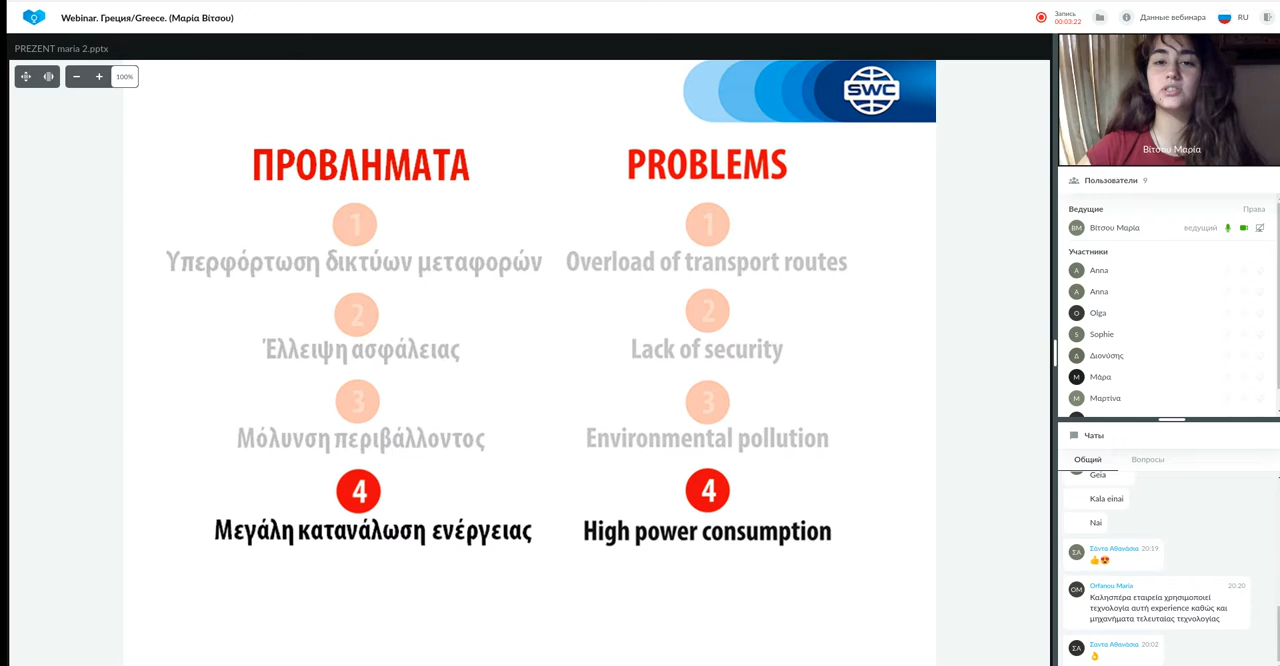 Webinar. Греция/Greece. (Μαρία Βίτσου)
Запись
00:03:22
Данные вебинара
RU
PREZENT maria 2.pptx
100%
SWC
ΠΡΟΒΛΗΜΑΤΑ
PROBLEMS
1
1
Υπερφόρτωση δικτύων μεταφορών
Overload of transport routes
2
2
Έλλειψη ασφάλειας
Lack of security
3
3
Μόλυνση περιβάλλοντος
Environmental pollution
4
4
Μεγάλη κατανάλωση ενέργειας
High power consumption
Βίτσου Μαρία
Пользователи 9
Ведущие
Права
ΒΜ Βίτσου Μαρία ведущий
Участники
A Anna
A Anna
O Olga
S Sophie
Δ Διονύσης
Μ Μάρα
Μ Μαρτίνα
Чаты
Общий
Вопросы
Geia
Kala einai
Nai
ΣΑ Σάντα Αθανάσια 20:19
👍😍
OM Orfanou Maria 20:20
Καλησπέρα εταιρεία χρησιμοποιεί
τεχνολογία αυτή experience καθώς και
μηχανήματα τελευταίας τεχνολογίας
ΣΑ Σάντα Αθανάσια 20:02
👌